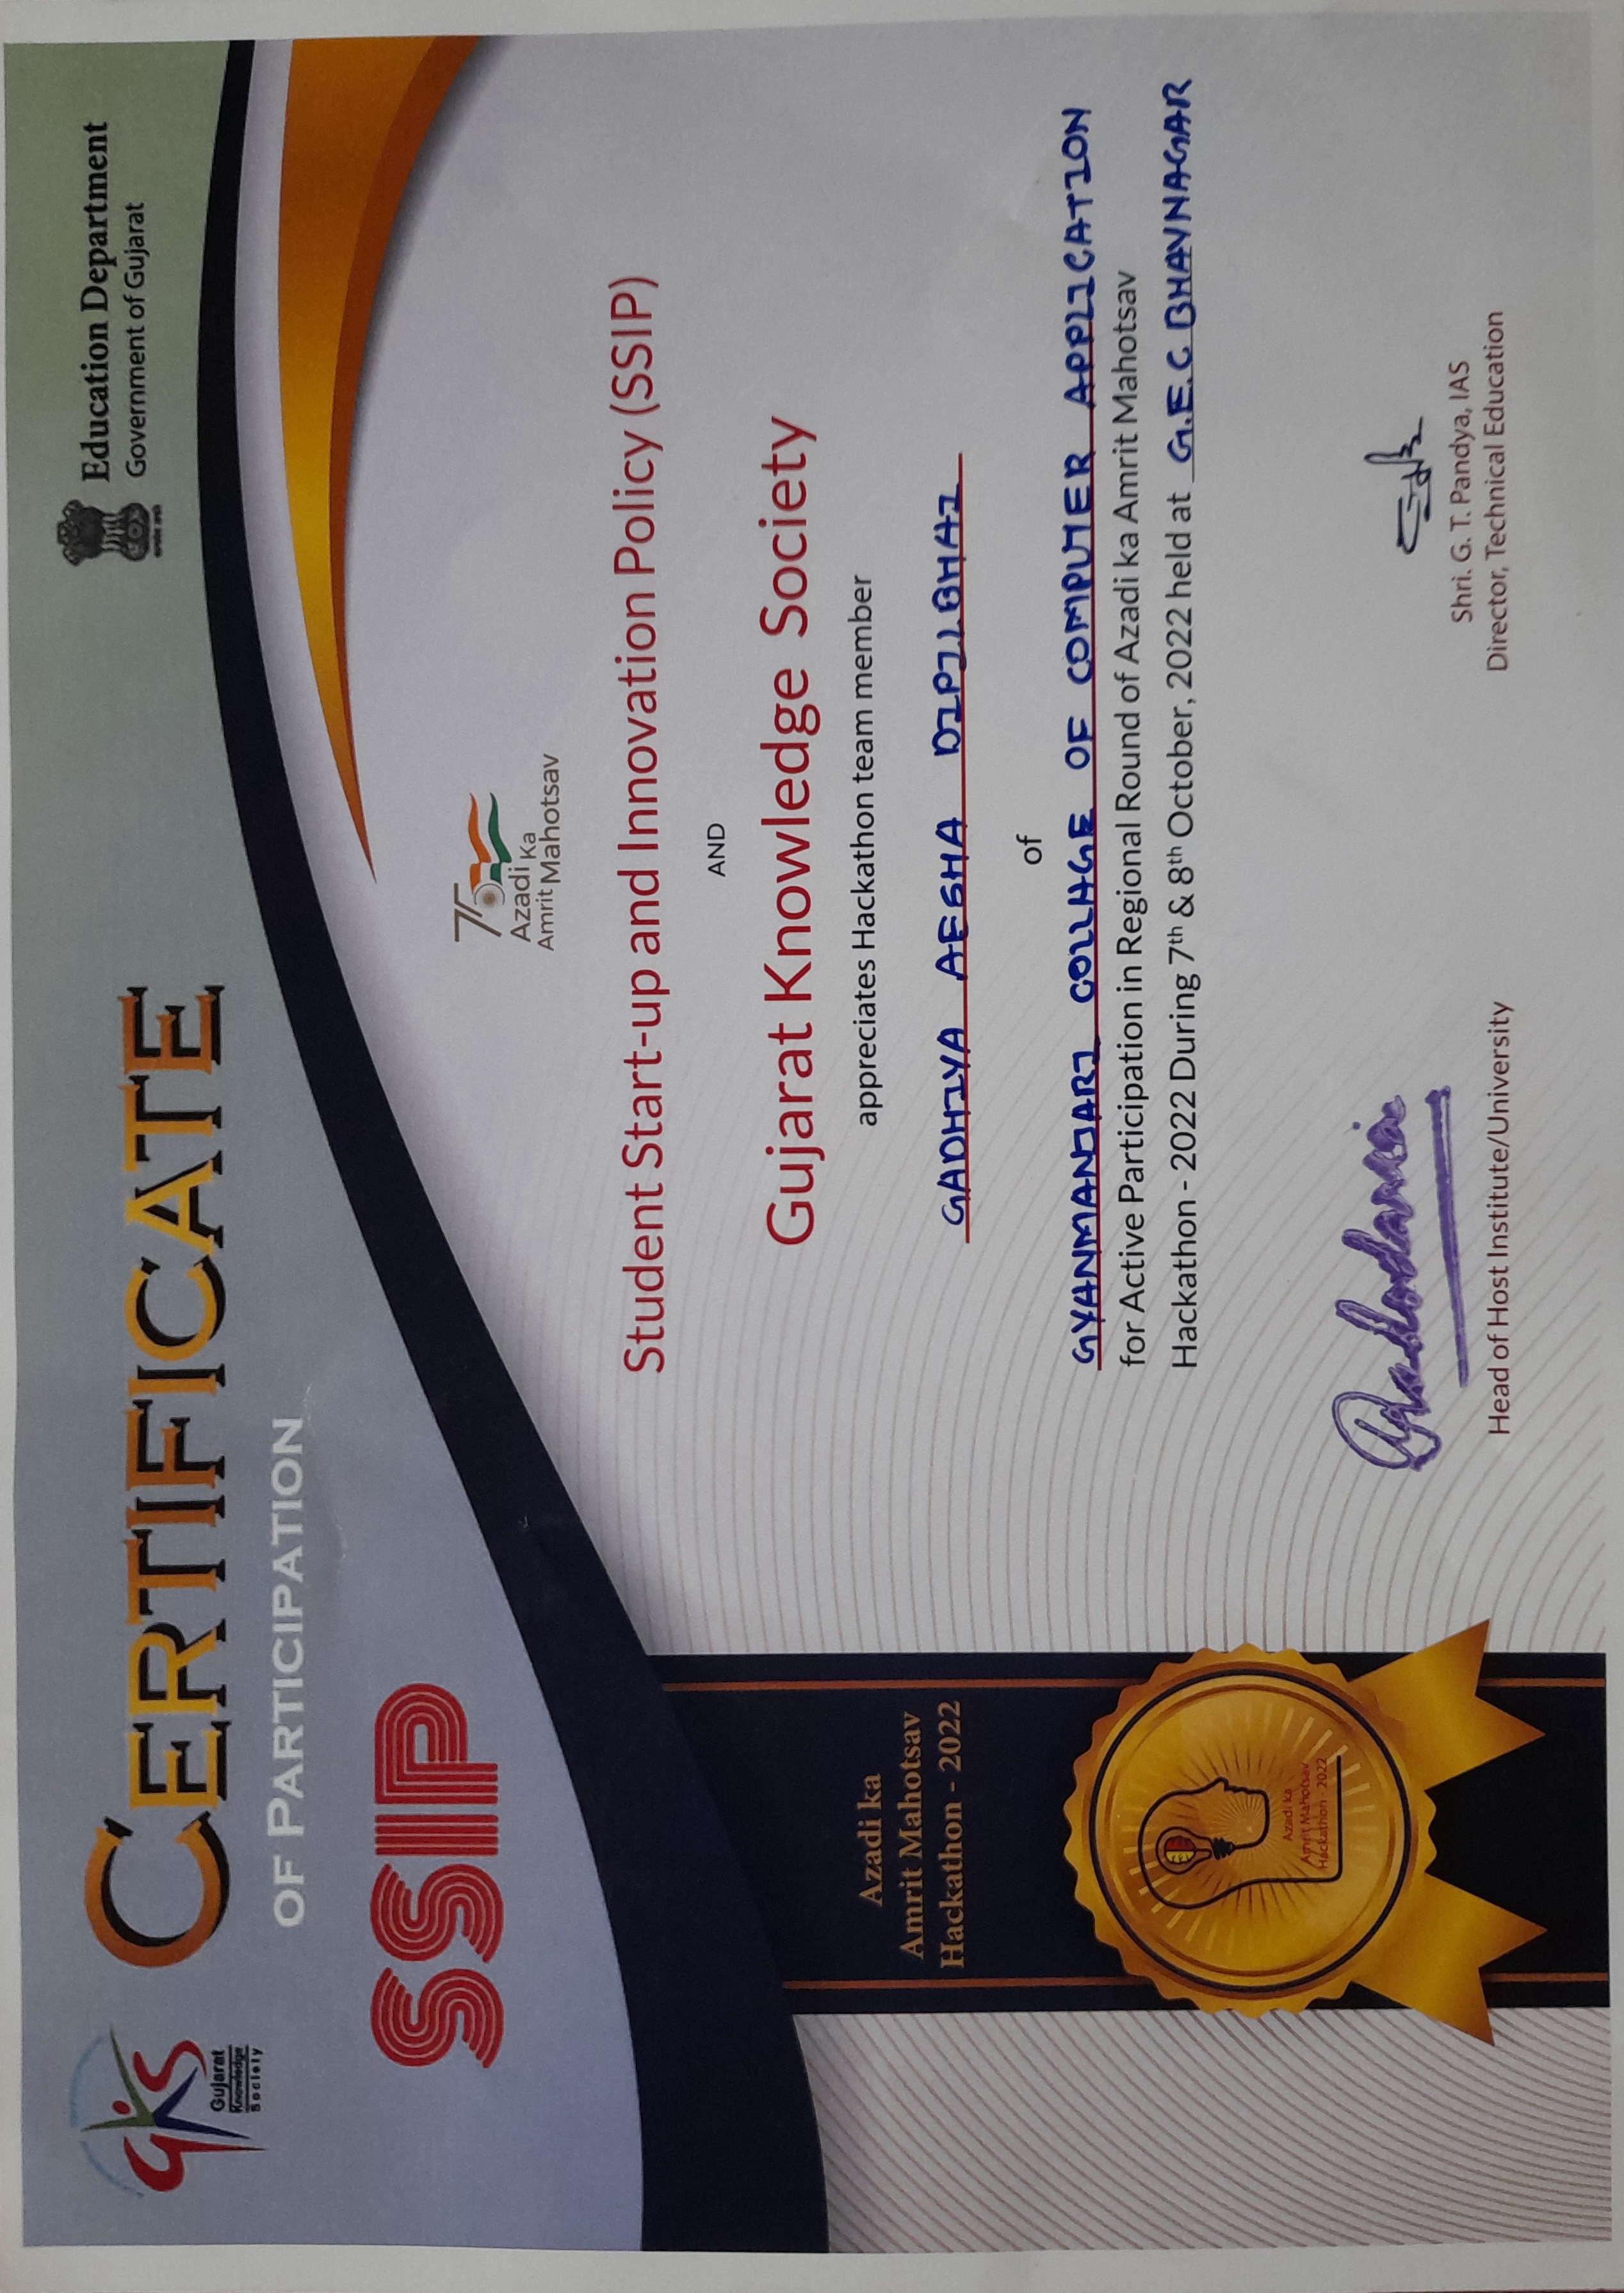 GKS
Gujarat
Knowledge
Society
CERTIFICATE
OF PARTICIPATION
SSIP
Education Department
Government of Gujarat
75
Azadi Ka
Amrit Mahotsav
Student Start-up and Innovation Policy (SSIP)
AND
Gujarat Knowledge Society
appreciates Hackathon team member
GADHIYA AESHA DIPILBHAI
of
GYANMANJARI COLLAGE OF COMPUTER APPLICATION
for Active Participation in Regional Round of Azadi ka Amrit Mahotsav
Hackathon - 2022 During 7th & 8th October, 2022 held at G.E.C BHAVNAGAR
Azadi ka
Amrit Mahotsav
Hackathon - 2022
Azadi ka
Amrit Mahotsav
Hackathon - 2022
Head of Host Institute/University
Shri. G. T. Pandya, IAS
Director, Technical Education